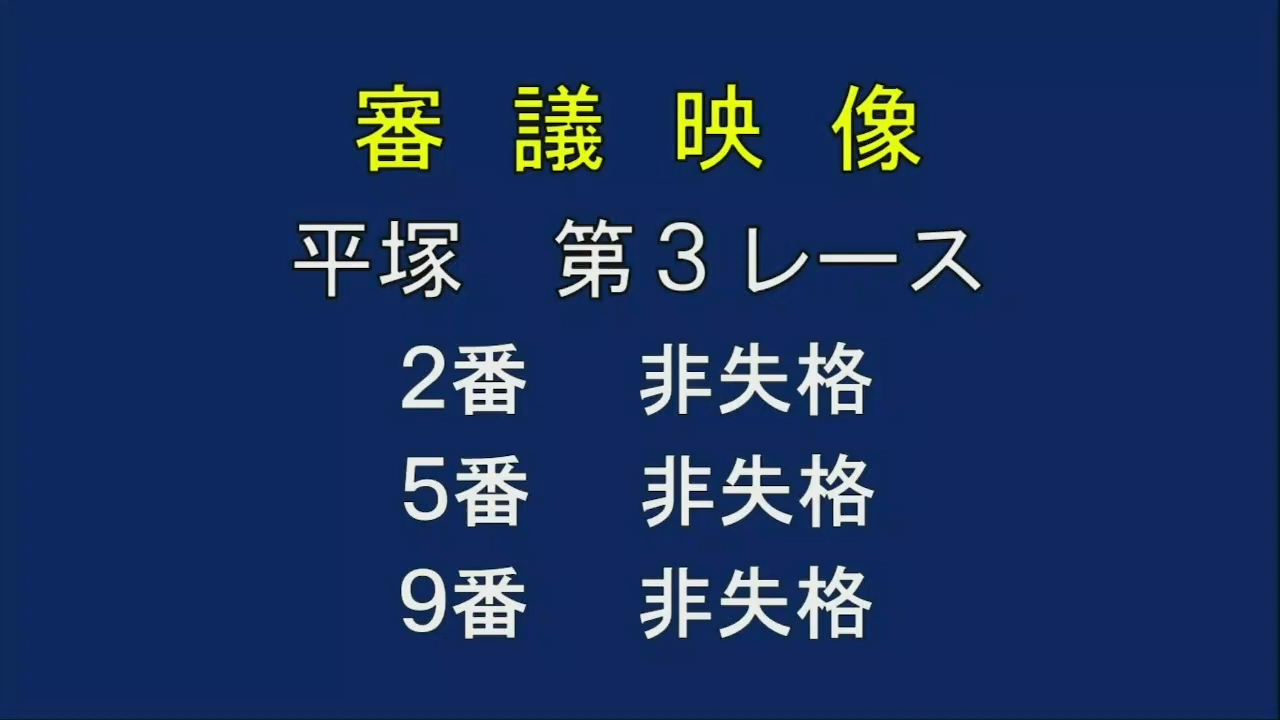 審　議　映　像
平塚　第３レース
2番　非失格
5番　非失格
9番　非失格